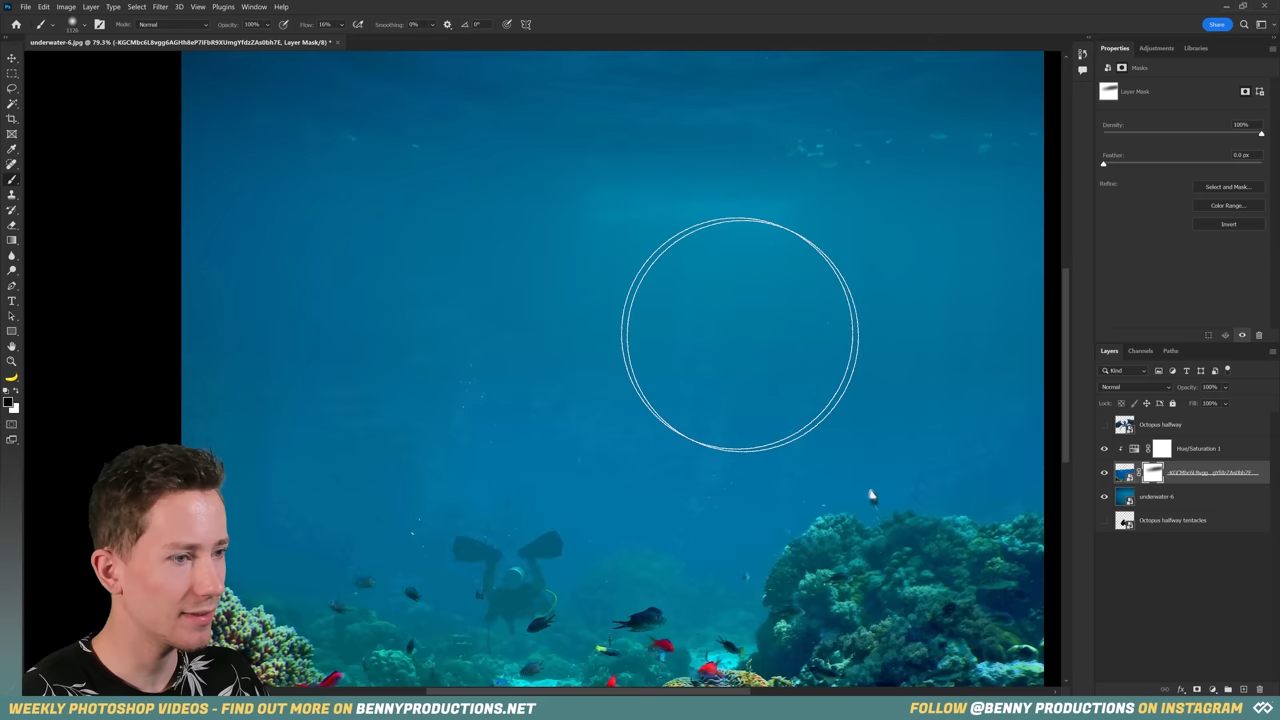 File Edit Image Layer Type Select Filter 3D View Plugins Window Help
Mode: Normal Opacity: 100% Flow: 16% Smoothing: 0% 0° Share
1126
underwater-6.jpg @ 79.3% (-KGCMbc6L8vgg6AGHh8eP7iFbR9XUmgYfdzZAs0bh7E, Layer Mask/8) *
Properties Adjustments Libraries
Masks
Layer Mask
Density: 100%
Feather: 0.0 px
Refine: Select and Mask...
Color Range...
Invert
Layers Channels Paths
Kind
Normal Opacity: 100%
Lock: Fill: 100%
Octopus halfway
Hue/Saturation 1
underwater-6
Octopus halfway tentacles
WEEKLY PHOTOSHOP VIDEOS - FIND OUT MORE ON BENNYPRODUCTIONS.NET
FOLLOW @BENNY PRODUCTIONS ON INSTAGRAM